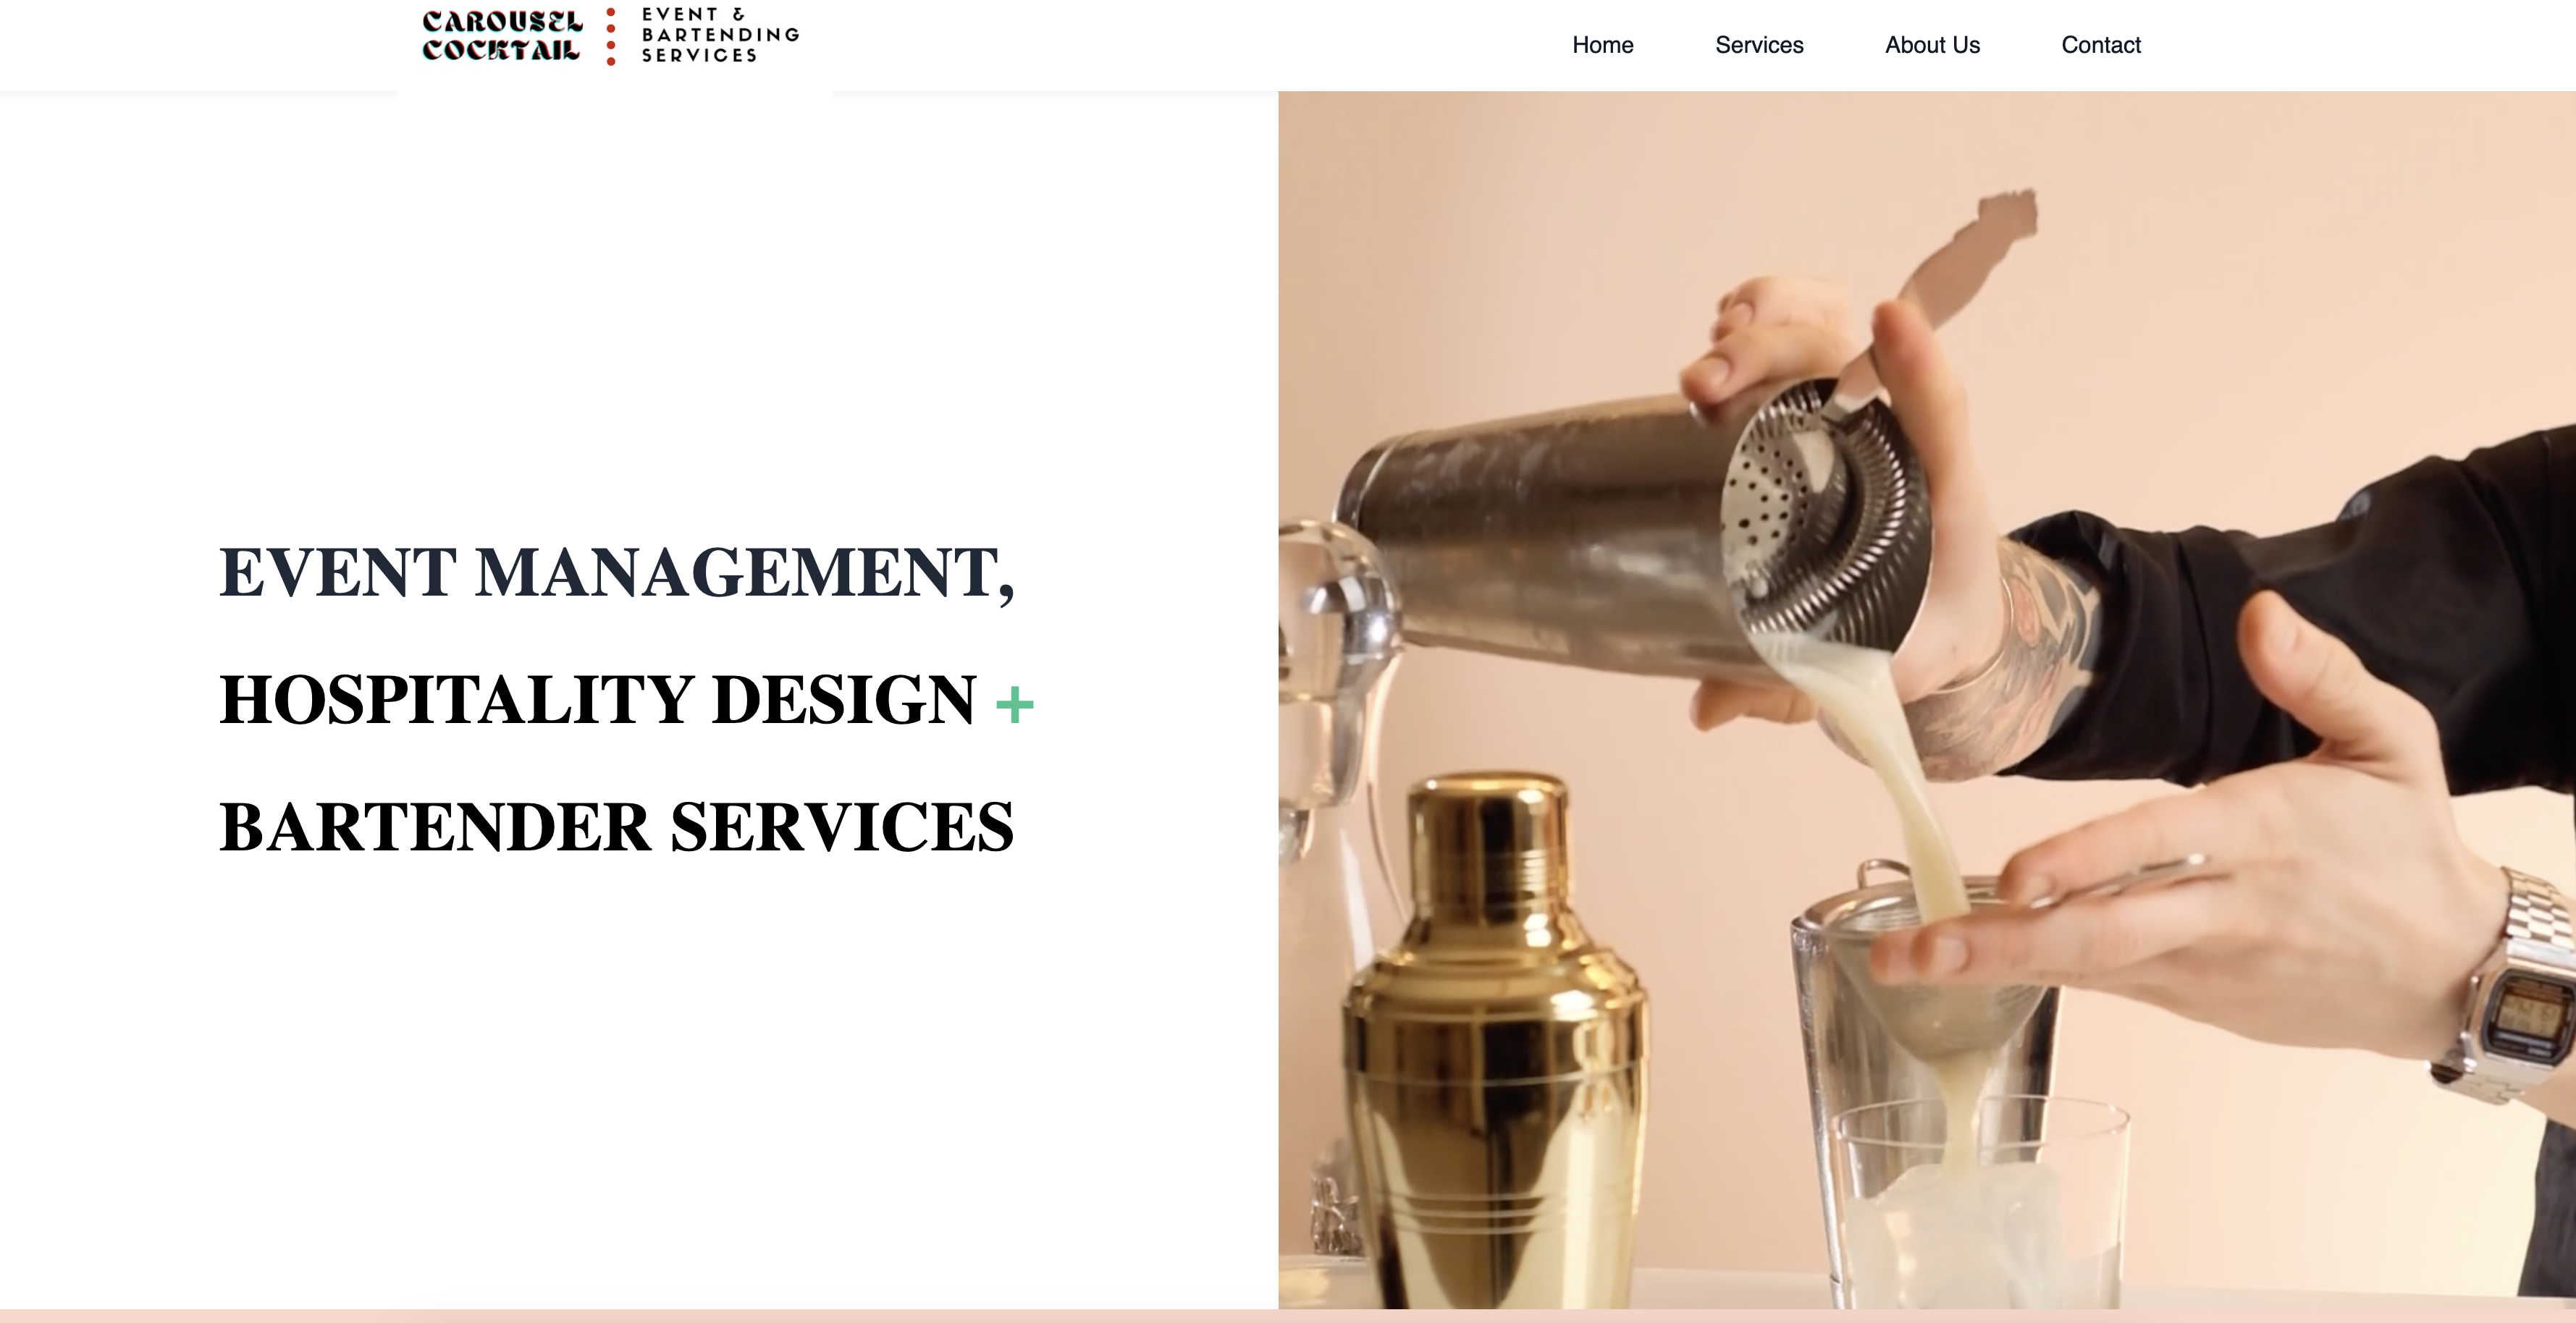 CAROUSEL
COCKTAIL
EVENT &
BARTENDING
SERVICES
Home
Services
About Us
Contact
EVENT MANAGEMENT,
HOSPITALITY DESIGN +
BARTENDER SERVICES